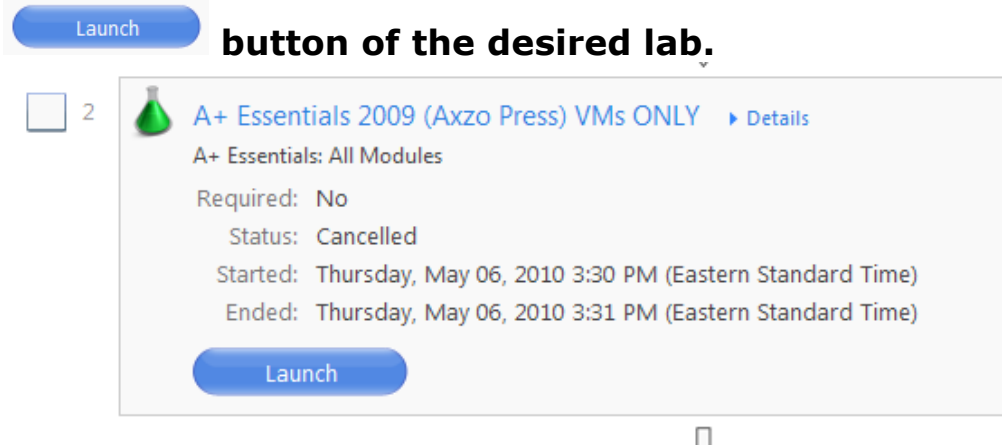 Launch button of the desired lab.
2 A+ Essentials 2009 (Axzo Press) VMs ONLY Details
A+ Essentials: All Modules
Required: No
Status: Cancelled
Started: Thursday, May 06, 2010 3:30 PM (Eastern Standard Time)
Ended: Thursday, May 06, 2010 3:31 PM (Eastern Standard Time)
Launch